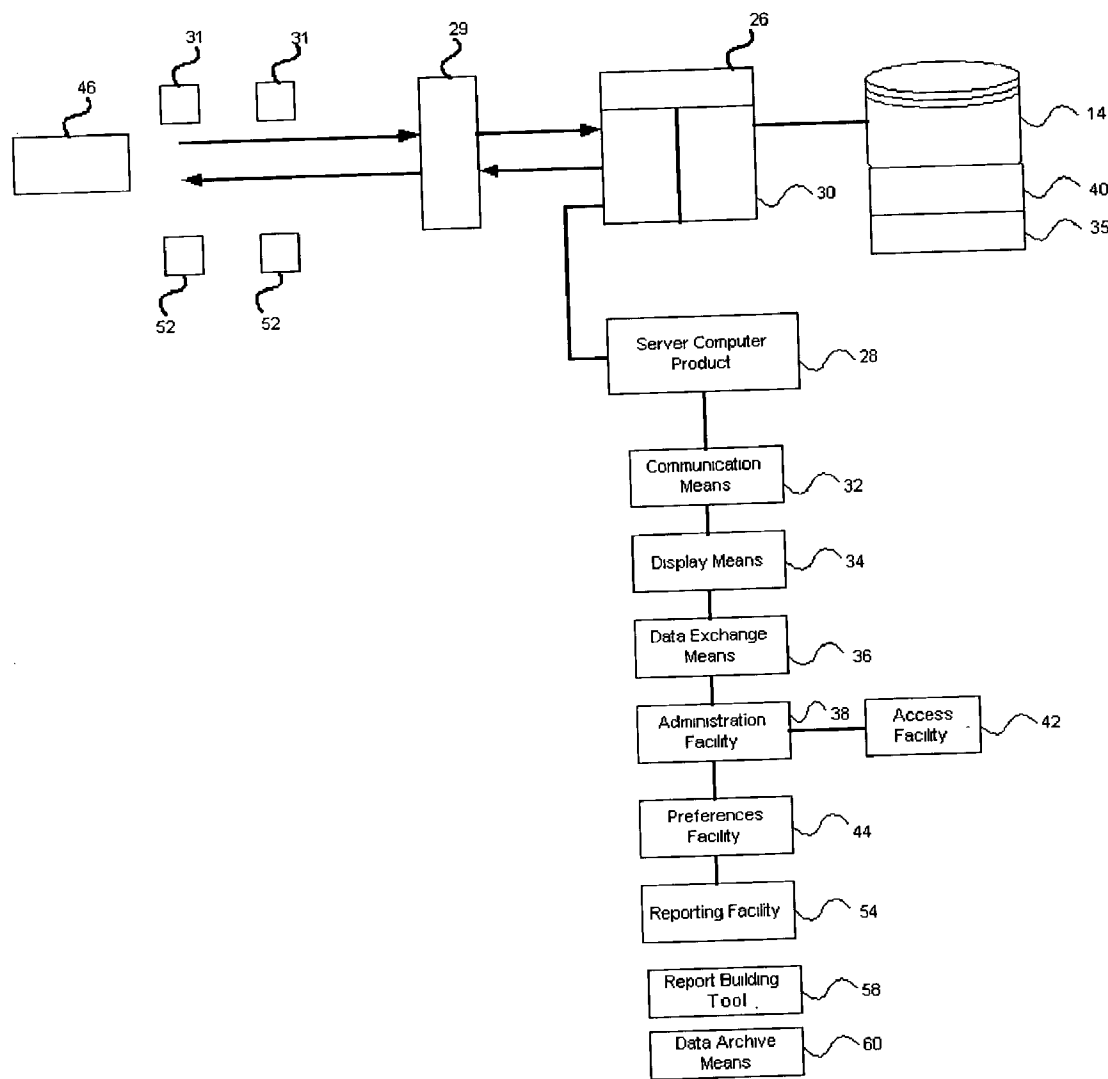 31
31
29
26
46
14
40
30
35
52
52
Server Computer
Product
28
Communication
Means
32
Display Means
34
Data Exchange
Means
36
Administration
Facility
38
Access
Facility
42
Preferences
Facility
44
Reporting Facility
54
Report Building
Tool
58
Data Archive
Means
60